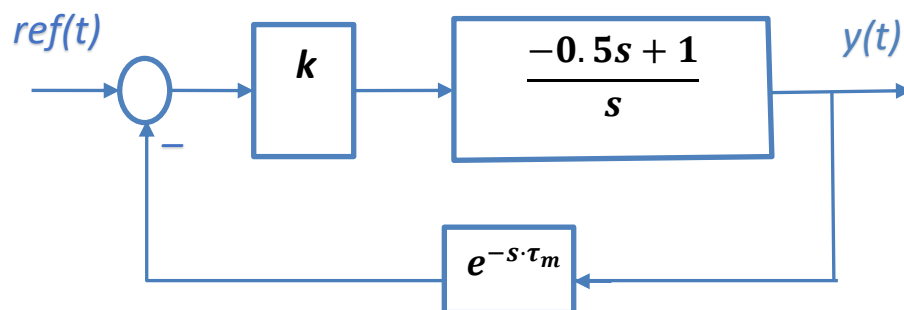 ref(t)
k
−0.5s + 1
s
y(t)
−
e^{−s·τ_m}